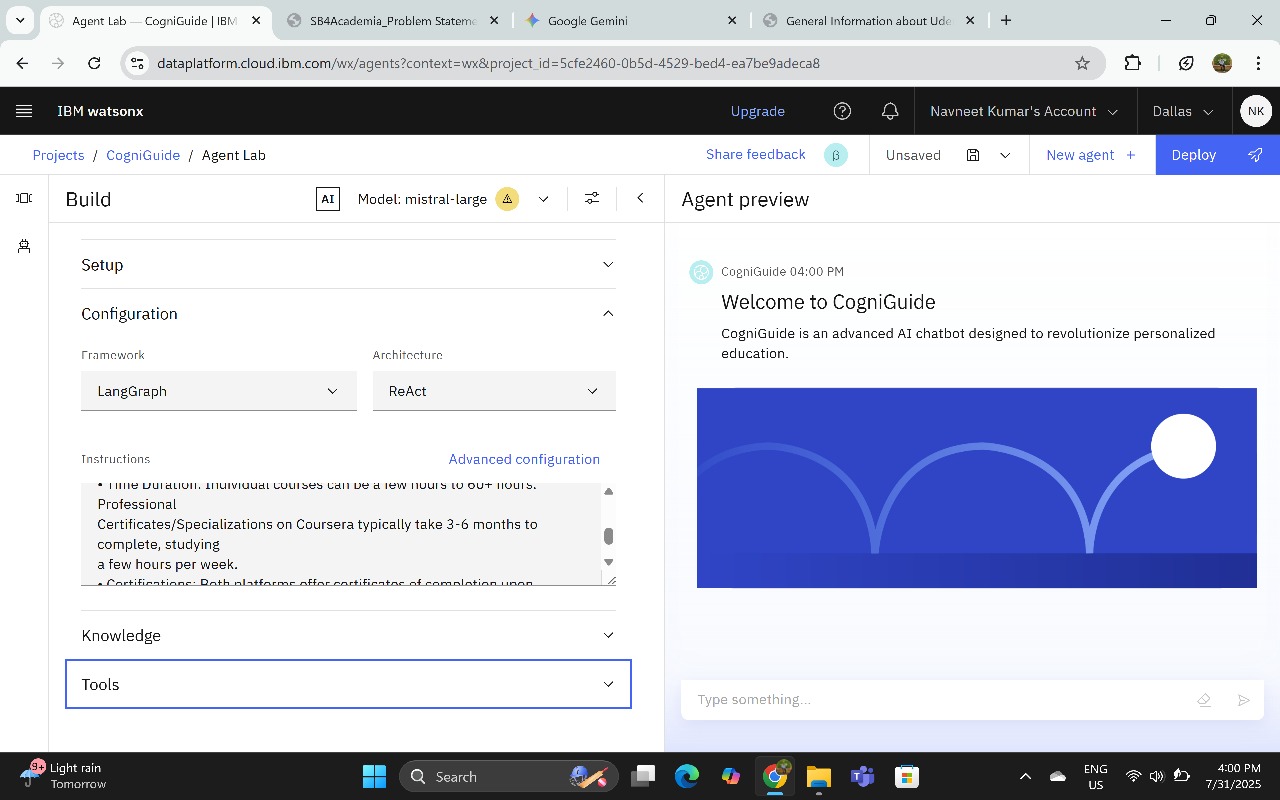 Agent Lab — CogniGuide | IBM
SB4Academia_Problem Stateme
Google Gemini
General Information about Ude
dataplatform.cloud.ibm.com/wx/agents?context=wx&project_id=5cfe2460-0b5d-4529-bed4-ea7be9adeca8
IBM watsonx
Upgrade
Navneet Kumar's Account
Dallas
NK
Projects / CogniGuide / Agent Lab
Share feedback
β
Unsaved
New agent +
Deploy
Build
AI
Model: mistral-large
Agent preview
Setup
Configuration
Framework
Architecture
LangGraph
ReAct
Instructions
Advanced configuration
• Time Duration: Individual courses can be a few hours to 60+ hours.
Professional
Certificates/Specializations on Coursera typically take 3-6 months to
complete, studying
a few hours per week.
• Certifications: Both platforms offer certificates of completion upon
Knowledge
Tools
CogniGuide 04:00 PM
Welcome to CogniGuide
CogniGuide is an advanced AI chatbot designed to revolutionize personalized
education.
Type something...
9+
Light rain
Tomorrow
Search
ENG
US
4:00 PM
7/31/2025